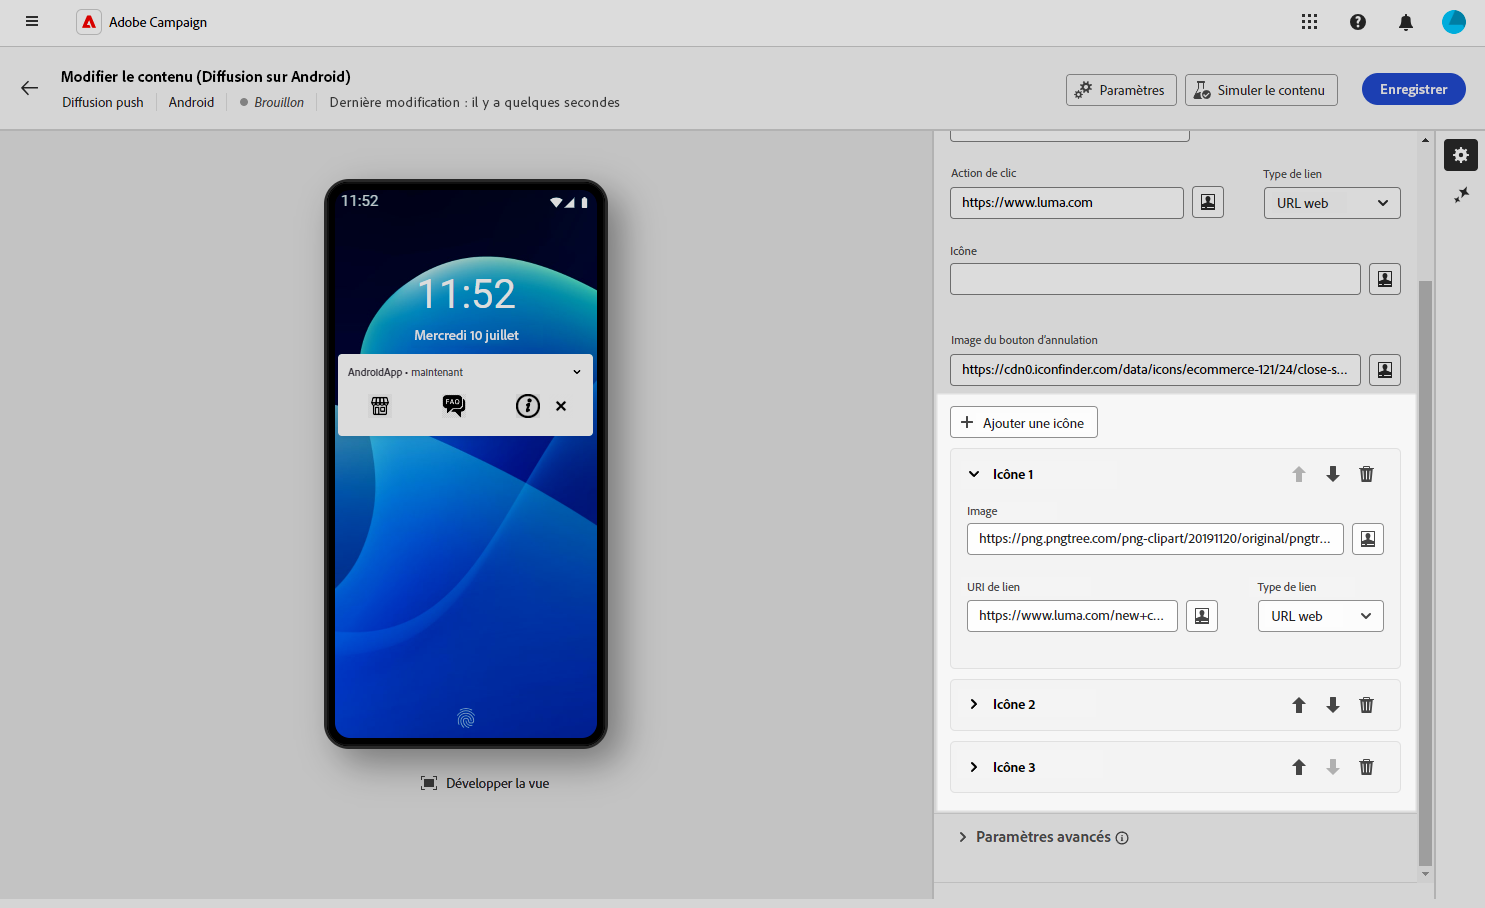 Adobe Campaign
Modifier le contenu (Diffusion sur Android)
Diffusion push Android Brouillon Dernière modification : il y a quelques secondes
Paramètres
Simuler le contenu
Enregistrer
11:52
11:52
Mercredi 10 juillet
AndroidApp • maintenant
FAQ
Développer la vue
Action de clic
Type de lien
https://www.luma.com
URL web
Icône
Image du bouton d'annulation
https://cdn0.iconfinder.com/data/icons/ecommerce-121/24/close-s...
Ajouter une icône
Icône 1
Image
https://png.pngtree.com/png-clipart/20191120/original/pngtr...
URI de lien
Type de lien
https://www.luma.com/new+c...
URL web
Icône 2
Icône 3
Paramètres avancés